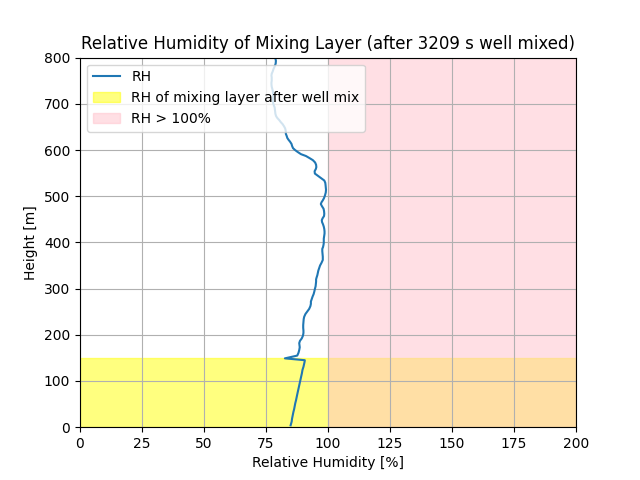 Relative Humidity of Mixing Layer (after 3209 s well mixed)
800
700
600
500
400
300
200
100
0
Height [m]
RH
RH of mixing layer after well mix
RH > 100%
0 25 50 75 100 125 150 175 200
Relative Humidity [%]